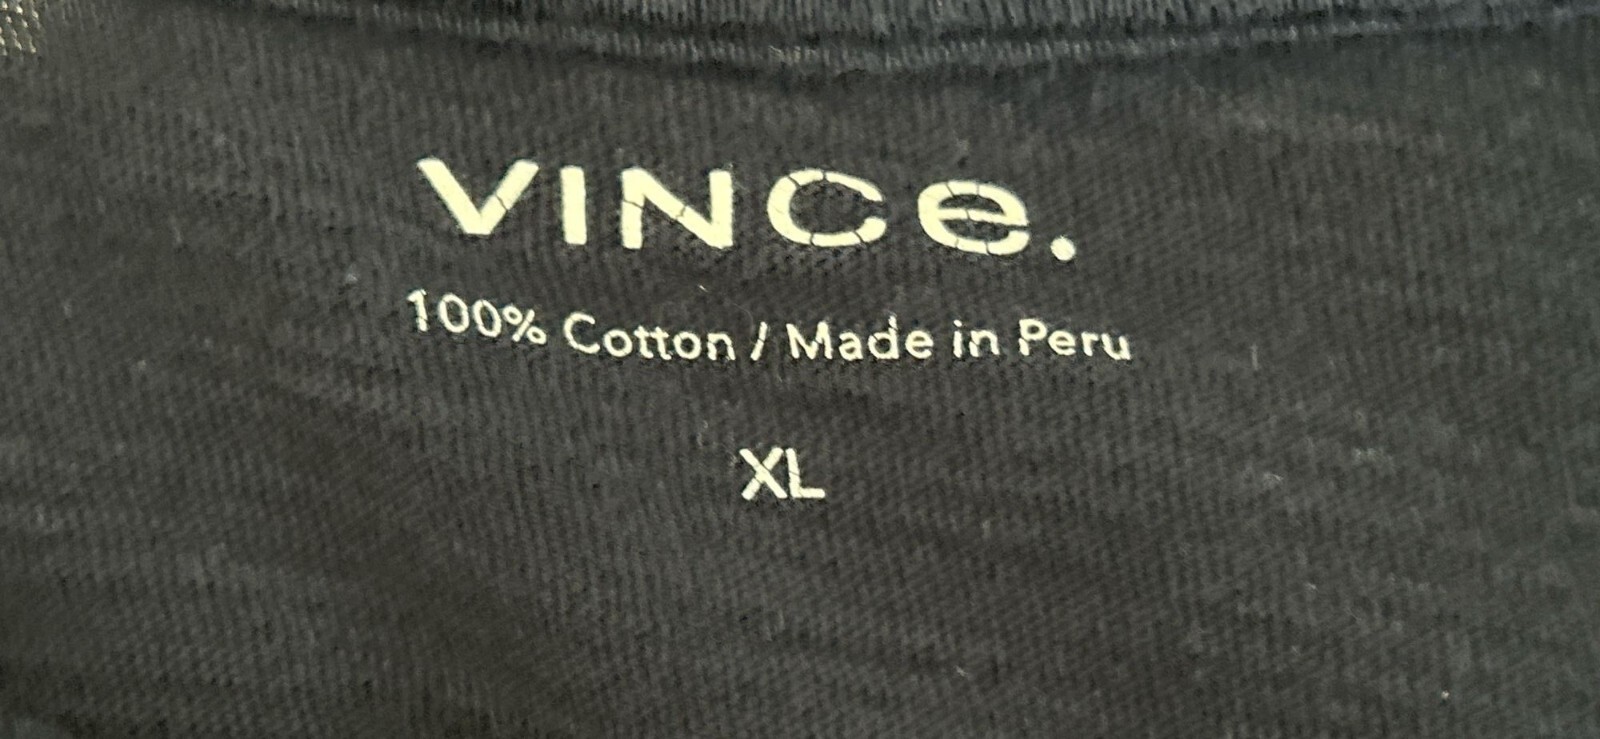 VINCe.
100% Cotton / Made in Peru
XL